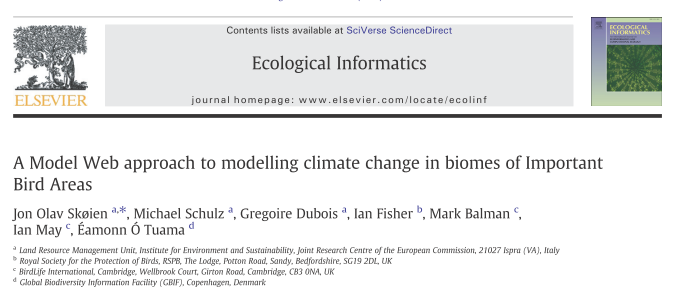 Contents lists available at SciVerse ScienceDirect
Ecological Informatics
journal homepage: www.elsevier.com/locate/ecolinf
ELSEVIER
ECOLOGICAL
INFORMATICS
A Model Web approach to modelling climate change in biomes of Important
Bird Areas
Jon Olav Skøien a,*, Michael Schulz a, Gregoire Dubois a, Ian Fisher b, Mark Balman c,
Ian May c, Éamonn Ó Tuama d
a Land Resource Management Unit, Institute for Environment and Sustainability, Joint Research Centre of the European Commission, 21027 Ispra (VA), Italy
b Royal Society for the Protection of Birds, RSPB, The Lodge, Potton Road, Sandy, Bedfordshire, SG19 2DL, UK
c BirdLife International, Cambridge, Wellbrook Court, Girton Road, Cambridge, CB3 0NA, UK
d Global Biodiversity Information Facility (GBIF), Copenhagen, Denmark